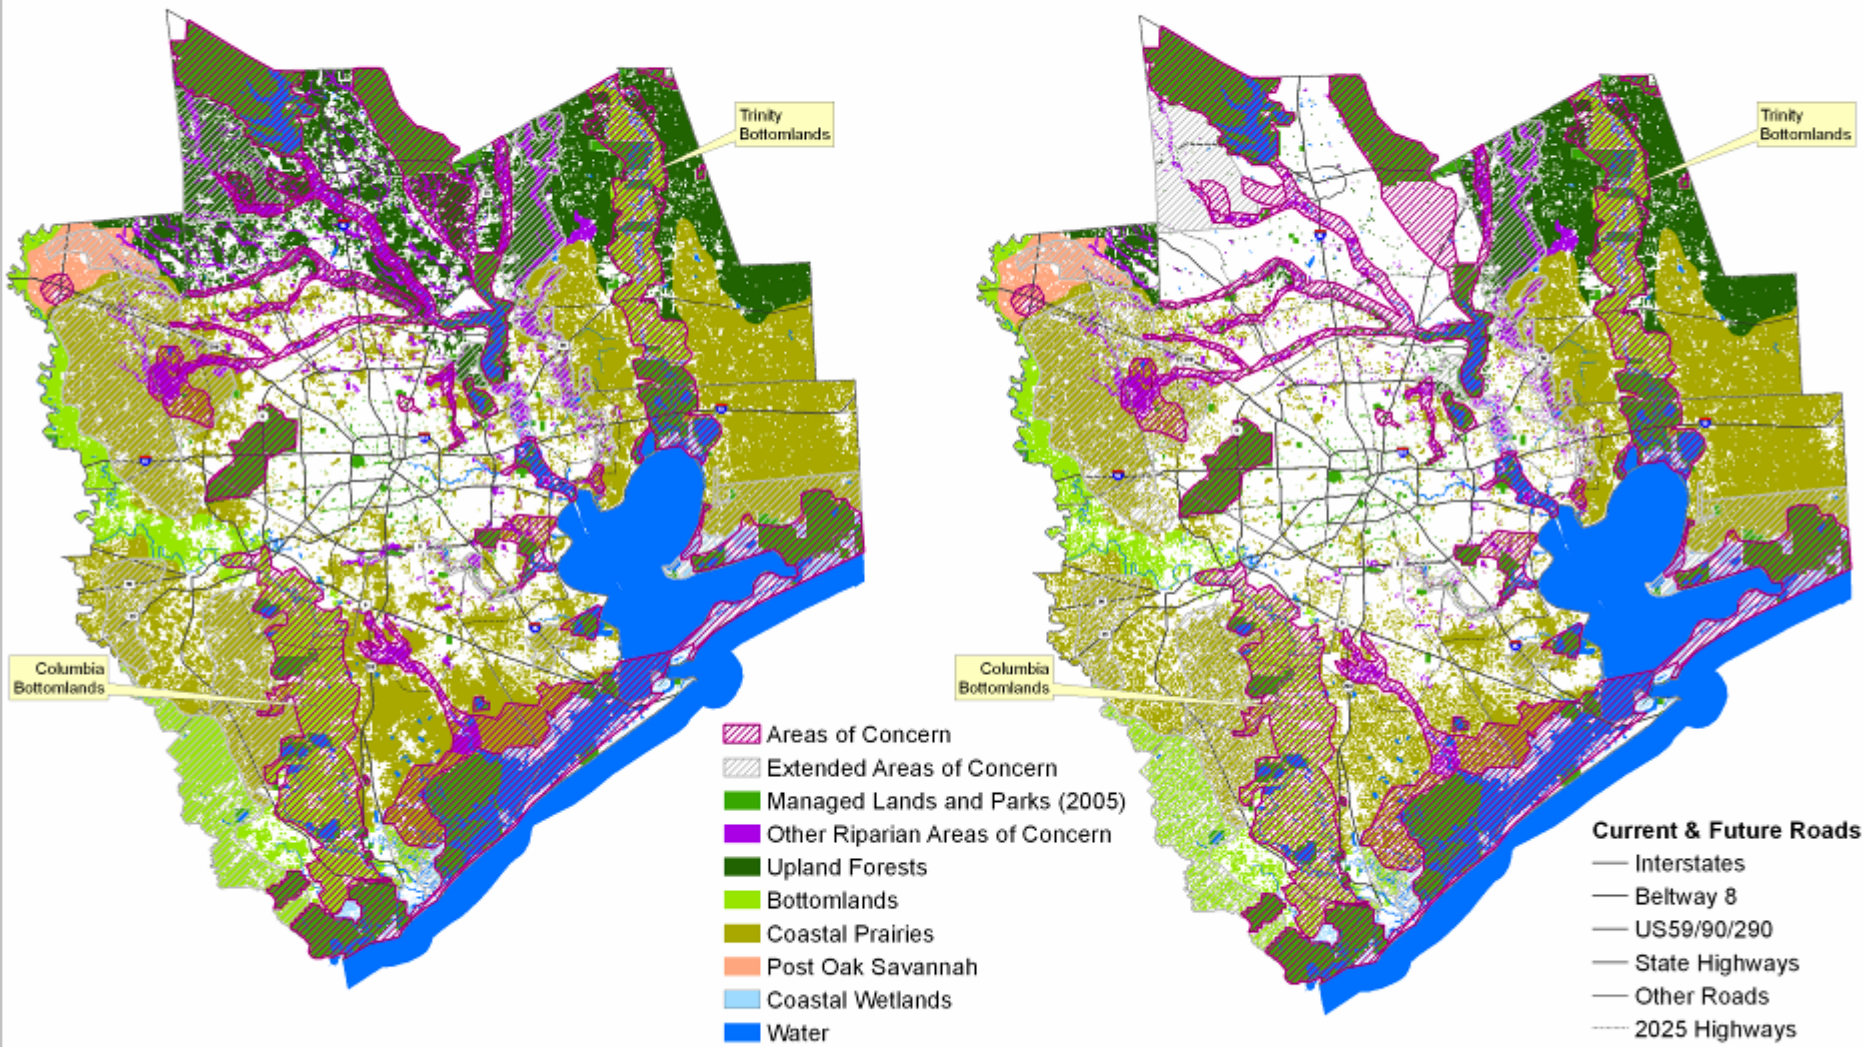 Trinity
Bottomlands
Trinity
Bottomlands
Columbia
Bottomlands
Columbia
Bottomlands
Areas of Concern
Extended Areas of Concern
Managed Lands and Parks (2005)
Other Riparian Areas of Concern
Upland Forests
Bottomlands
Coastal Prairies
Post Oak Savannah
Coastal Wetlands
Water
Current & Future Roads
Interstates
Beltway 8
US59/90/290
State Highways
Other Roads
2025 Highways